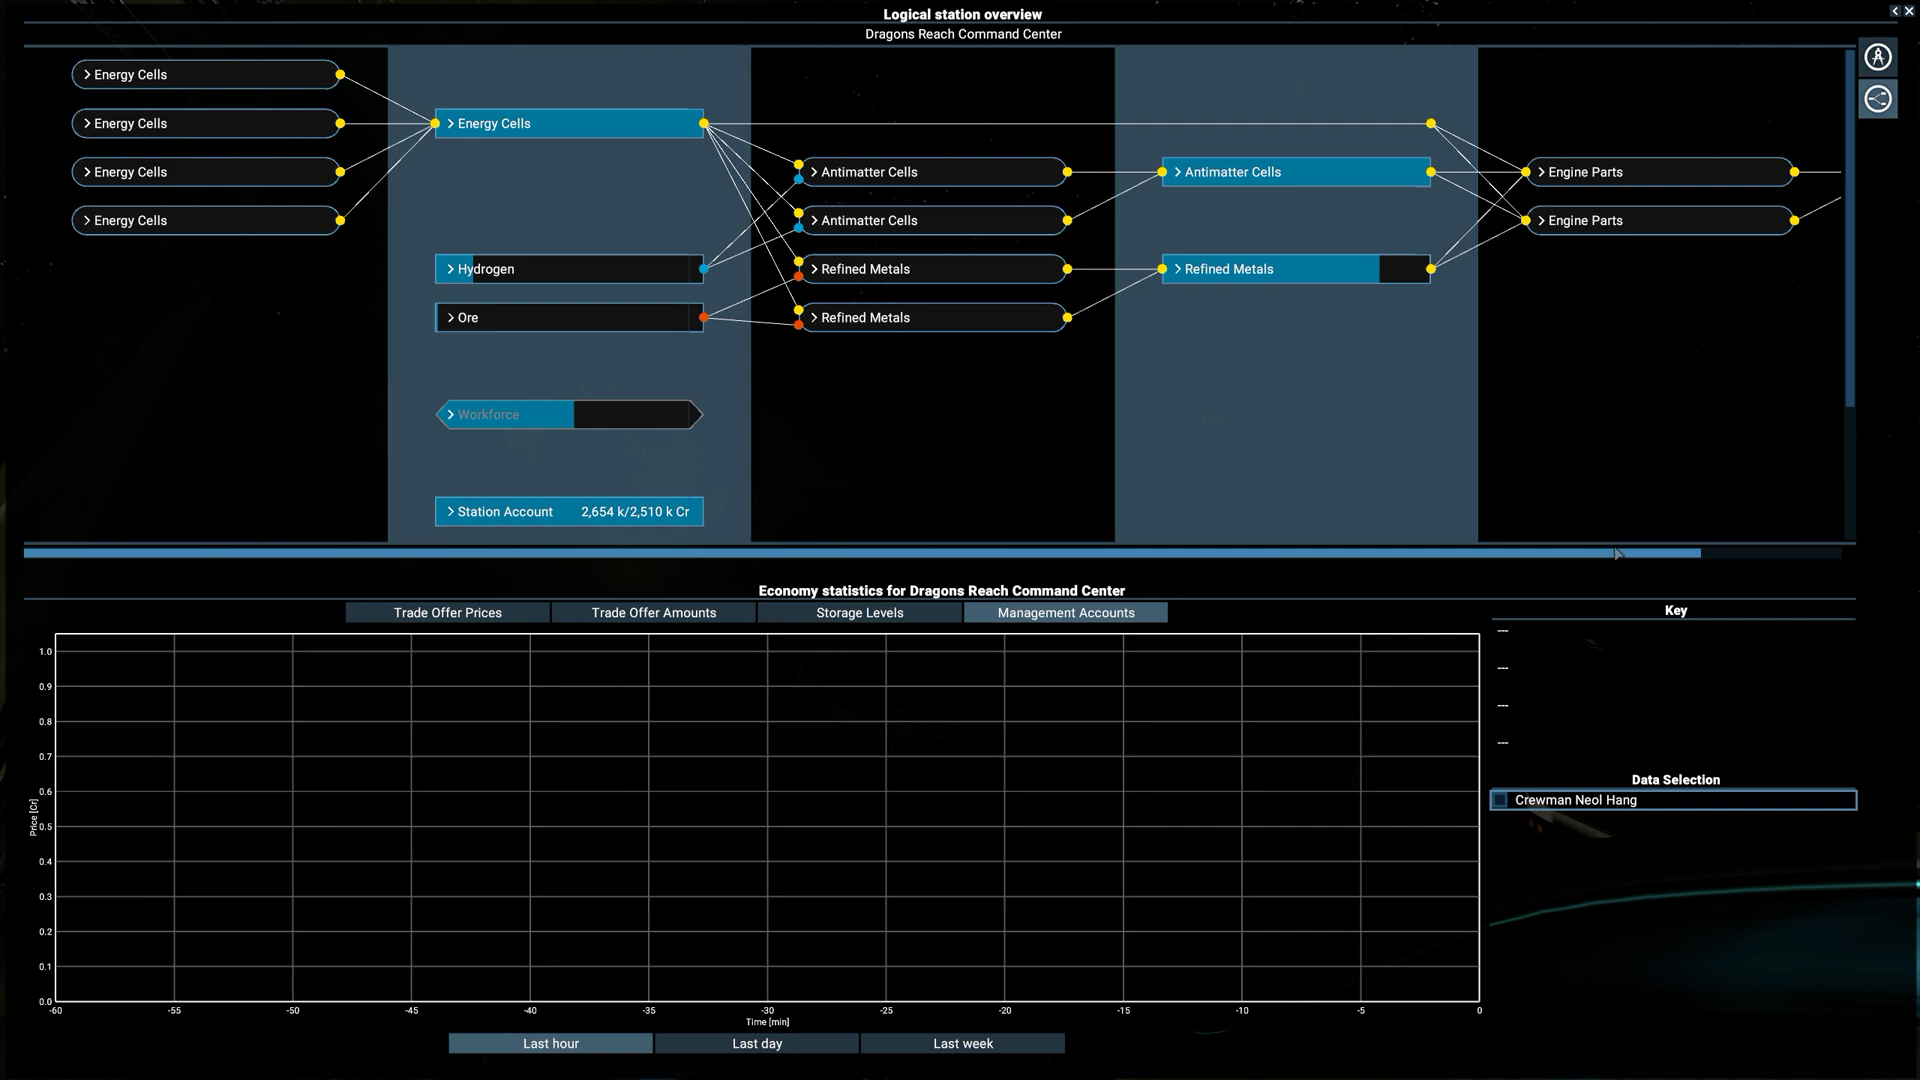 Logical station overview
Dragons Reach Command Center
Energy Cells
Energy Cells
Energy Cells
Energy Cells
Energy Cells
Hydrogen
Ore
Workforce
Station Account 2,654 k/2,510 k Cr
Antimatter Cells
Antimatter Cells
Refined Metals
Refined Metals
Antimatter Cells
Refined Metals
Engine Parts
Engine Parts
Economy statistics for Dragons Reach Command Center
Trade Offer Prices Trade Offer Amounts Storage Levels Management Accounts
Price [Cr]
1.0
0.9
0.8
0.7
0.6
0.5
0.4
0.3
0.2
0.1
0.0
-60 -55 -50 -45 -40 -35 -30 -25 -20 -15 -10 -5 0
Time [min]
Last hour Last day Last week
Key
---
---
---
---
Data Selection
Crewman Neol Hang